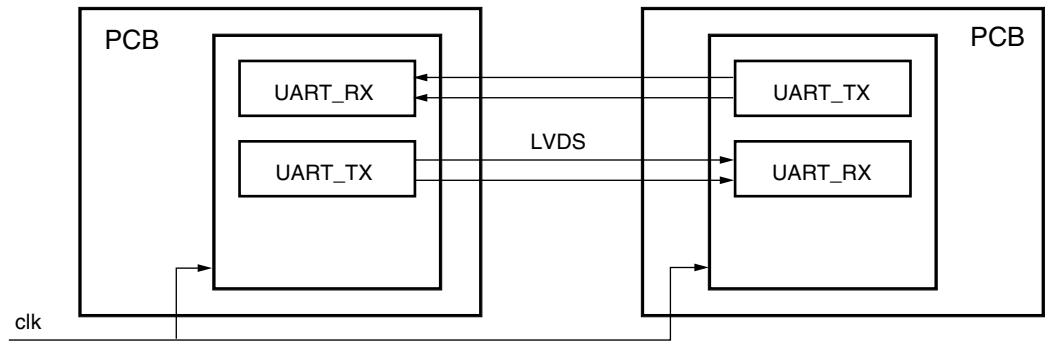 PCB
PCB
UART_RX
UART_TX
LVDS
UART_TX
UART_RX
clk